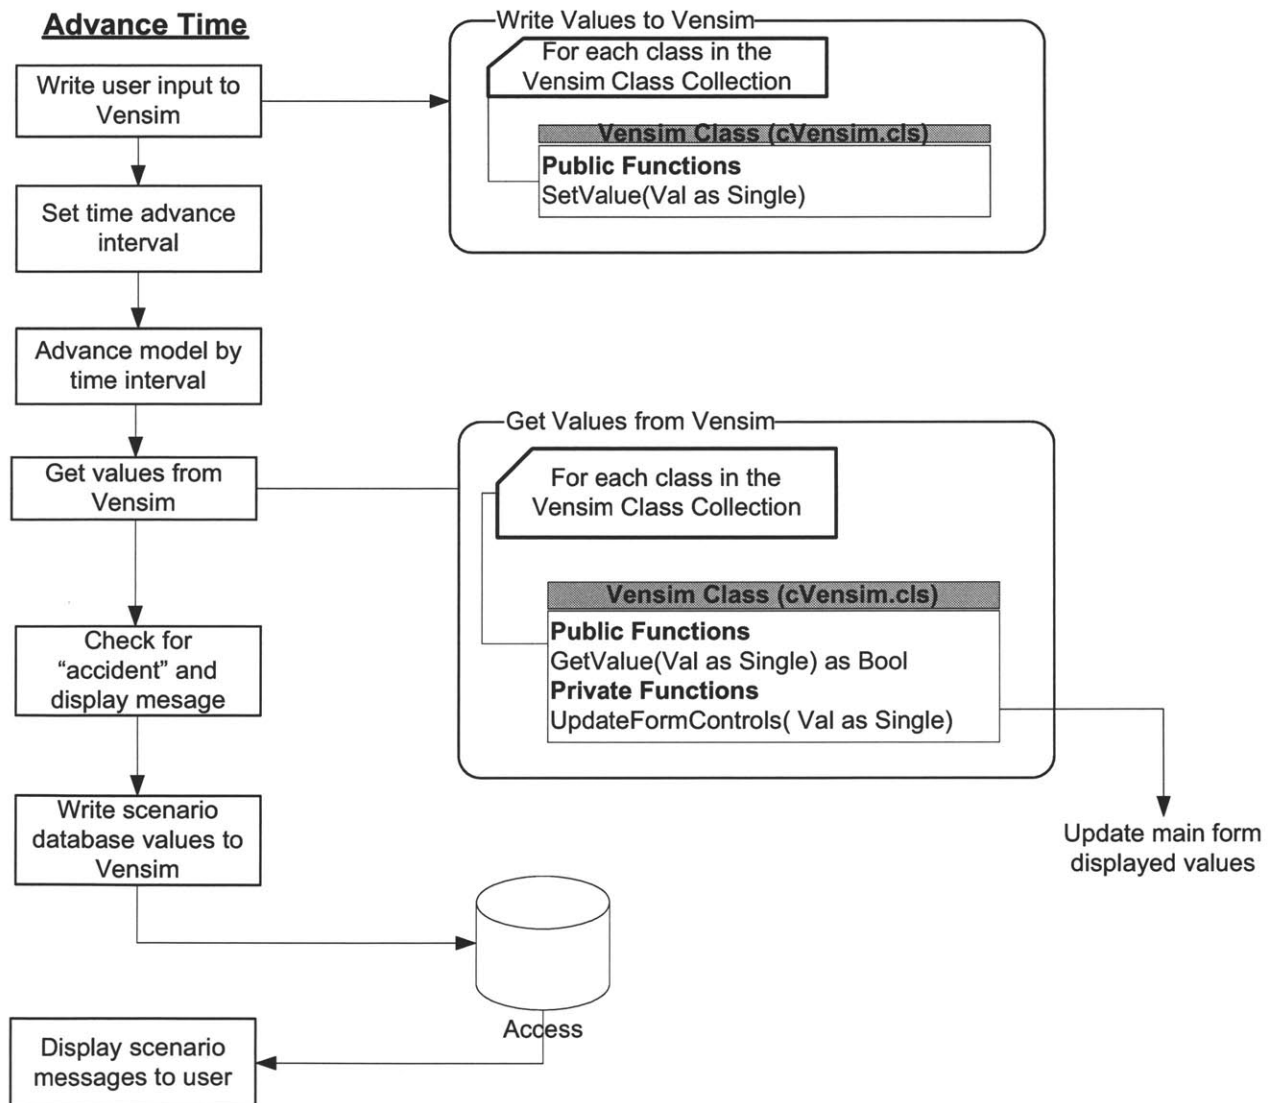 Advance Time
Write user input to
Vensim
Set time advance
interval
Advance model by
time interval
Get values from
Vensim
Check for
“accident” and
display mesage
Write scenario
database values to
Vensim
Display scenario
messages to user
Write Values to Vensim
For each class in the
Vensim Class Collection
Vensim Class (cVensim.cls)
Public Functions
SetValue(Val as Single)
Get Values from Vensim
For each class in the
Vensim Class Collection
Vensim Class (cVensim.cls)
Public Functions
GetValue(Val as Single) as Bool
Private Functions
UpdateFormControls( Val as Single)
Update main form
displayed values
Access